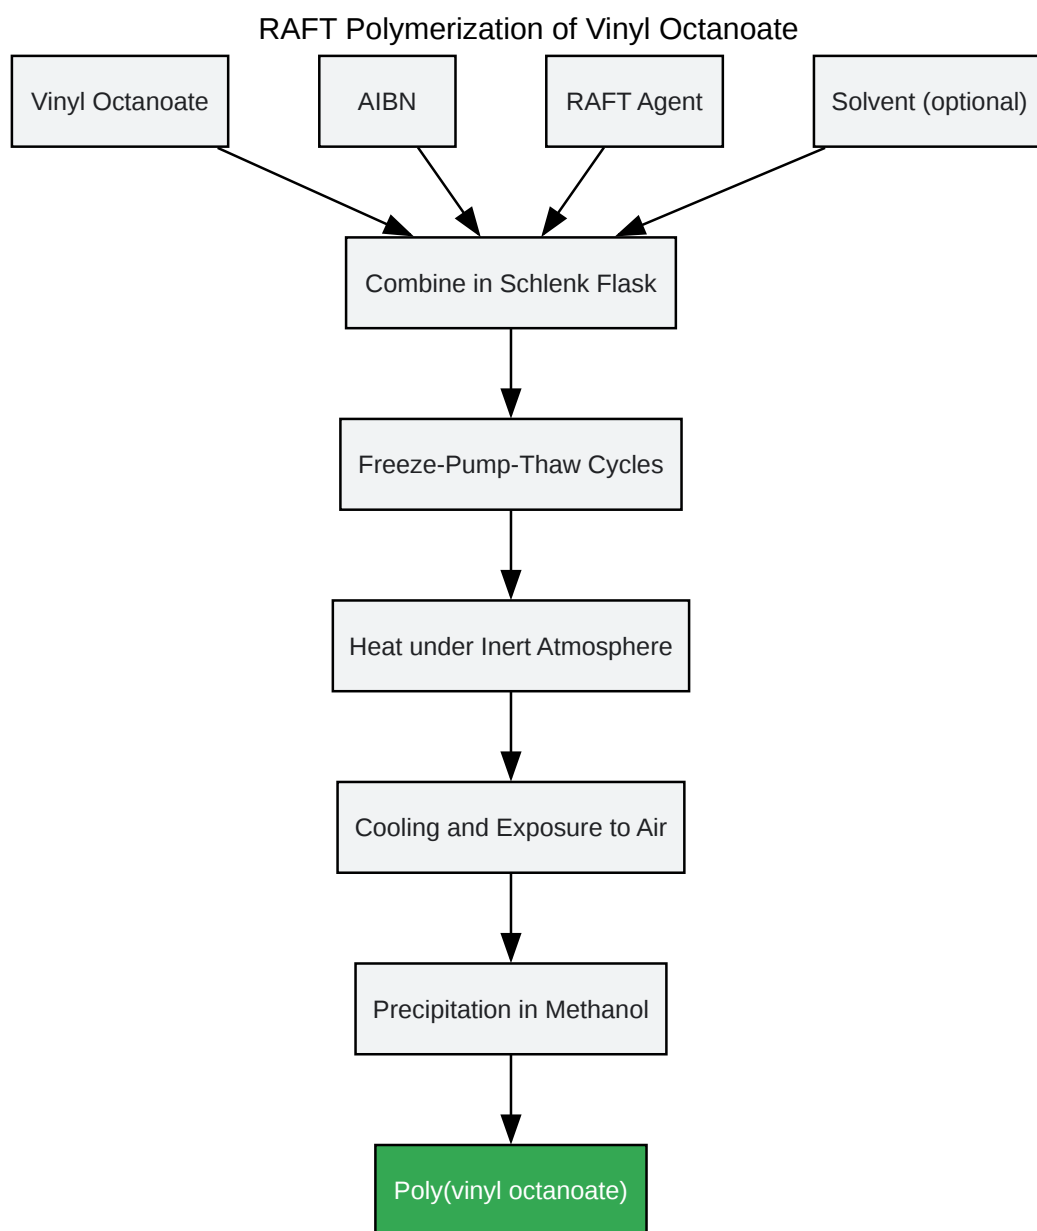 RAFT Polymerization of Vinyl Octanoate
Vinyl Octanoate
AIBN
RAFT Agent
Solvent (optional)
Combine in Schlenk Flask
Freeze-Pump-Thaw Cycles
Heat under Inert Atmosphere
Cooling and Exposure to Air
Precipitation in Methanol
Poly(vinyl octanoate)